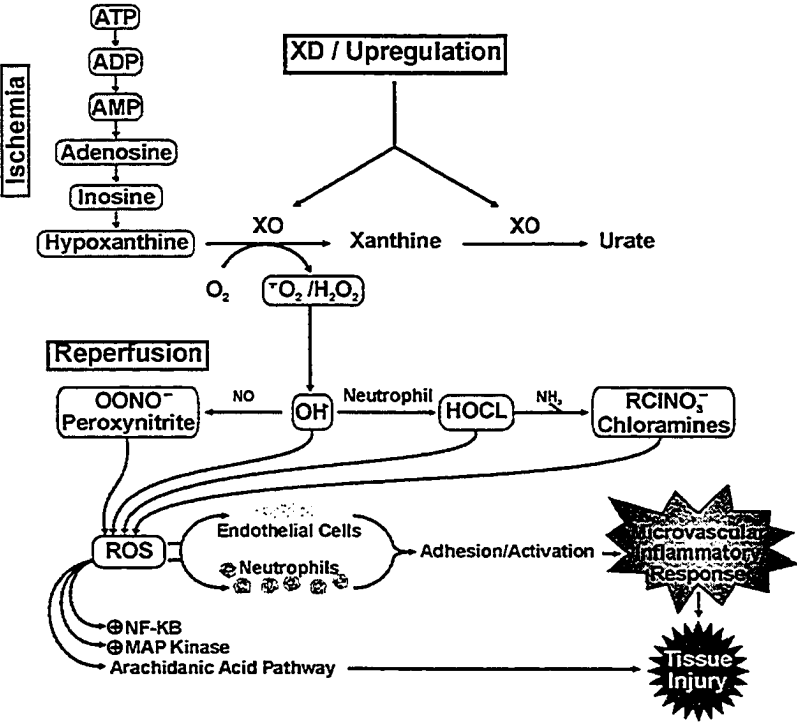 ATP
XD / Upregulation
ADP
AMP
Ischemia
Adenosine
Inosine
XO
XO
Hypoxanthine
Xanthine
Urate
O₂
⁻O₂ /H₂O₂
Reperfusion
OONO⁻
Peroxynitrite
NO
OH
Neutrophil
HOCL
NH₃
RCINO₃⁻
Chloramines
ROS
Endothelial Cells
Neutrophils
Adhesion/Activation
Microvascular
Inflammatory
Response
⊕NF-KB
⊕MAP Kinase
Arachidanic Acid Pathway
Tissue
Injury